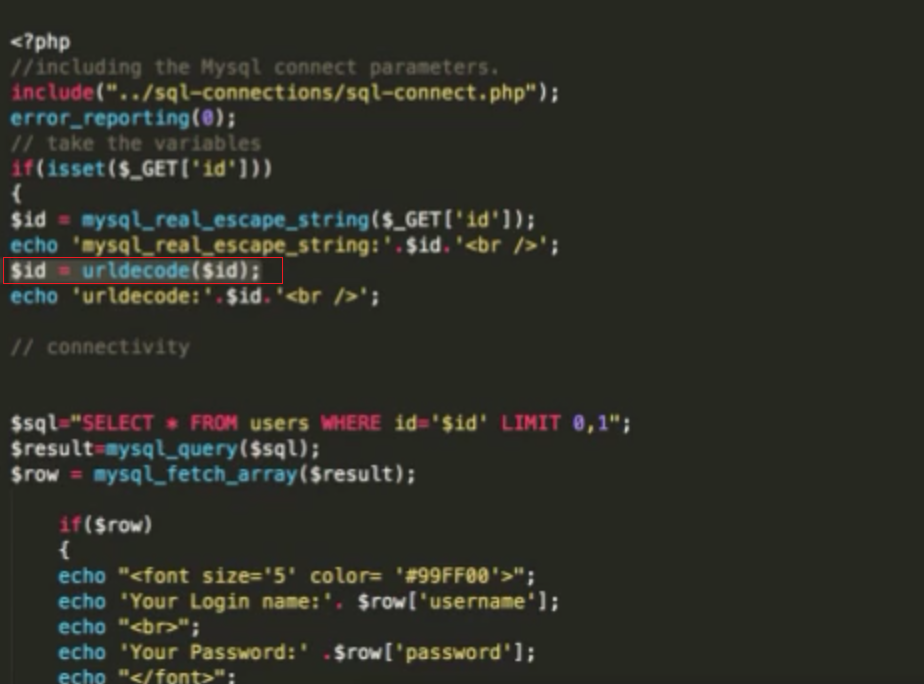 <?php
//including the Mysql connect parameters.
include("../sql-connections/sql-connect.php");
error_reporting(0);
// take the variables
if(isset($_GET['id']))
{
$id = mysql_real_escape_string($_GET['id']);
echo 'mysql_real_escape_string:'.$id.'<br />';
$id = urldecode($id);
echo 'urldecode:'.$id.'<br />';
// connectivity
$sql="SELECT * FROM users WHERE id='$id' LIMIT 0,1";
$result=mysql_query($sql);
$row = mysql_fetch_array($result);
if($row)
{
echo "<font size='5' color= '#99FF00'>";
echo 'Your Login name:'. $row['username'];
echo "<br>";
echo 'Your Password:' .$row['password'];
echo "</font>";